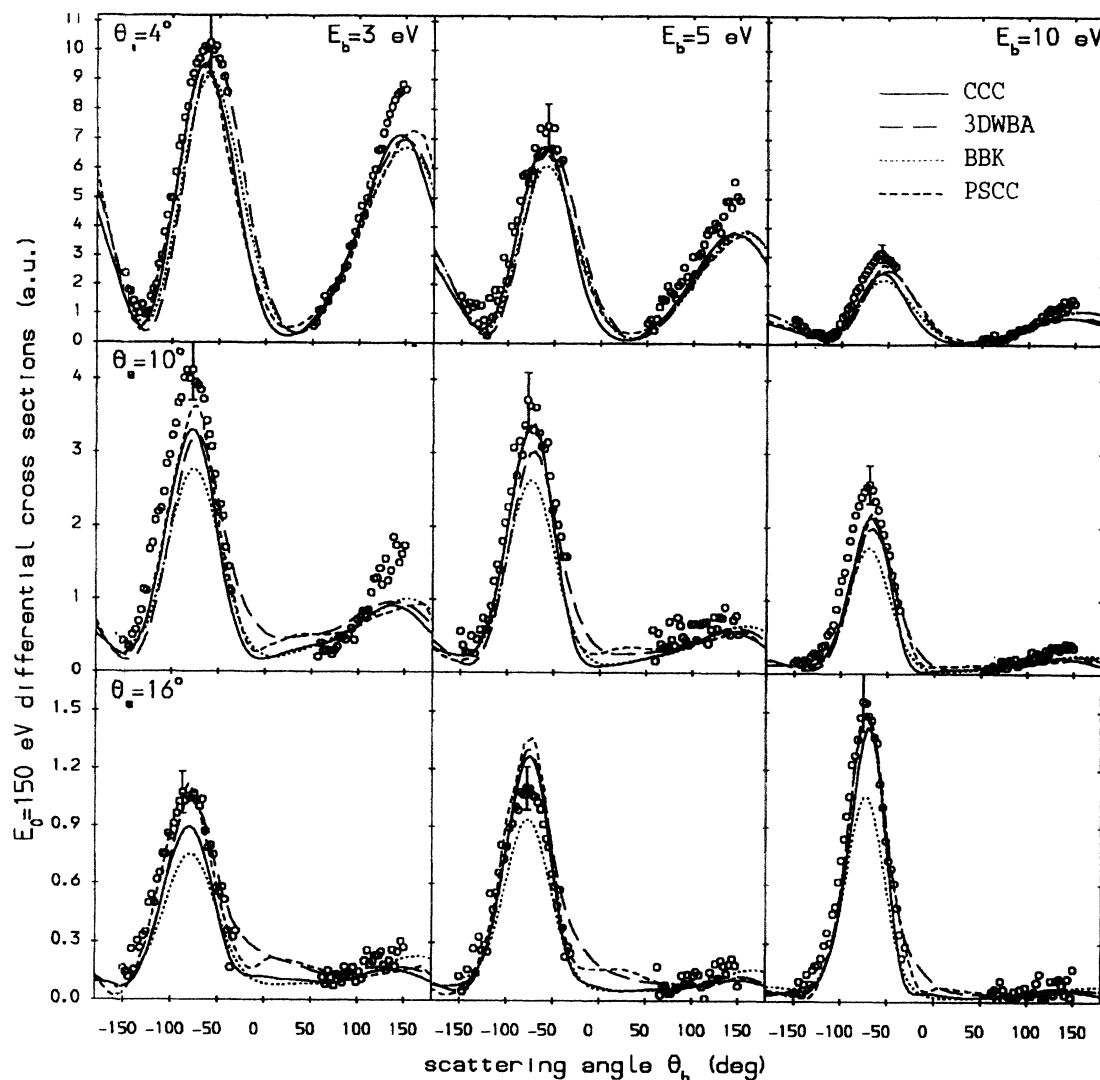 θₐ=4° E_b=3 eV E_b=5 eV E_b=10 eV
CCC
3DWBA
BBK
PSCC
11
10
9
8
7
6
5
4
3
2
1
0
θₐ=10°
4
3
2
1
0
θₐ=16°
1.5
1.2
0.9
0.6
0.3
0.0
E₀=150 eV differential cross sections (a.u.)
-150 -100 -50 0 50 100 150 -150 -100 -50 0 50 100 150 -150 -100 -50 0 50 100 150
scattering angle θ_b (deg)